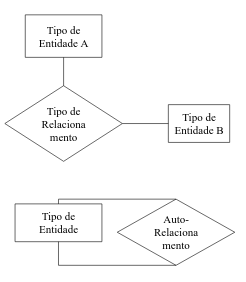 Tipo de
Entidade A
Tipo de
Relaciona
mento
Tipo de
Entidade B
Tipo de
Entidade
Auto-
Relaciona
mento